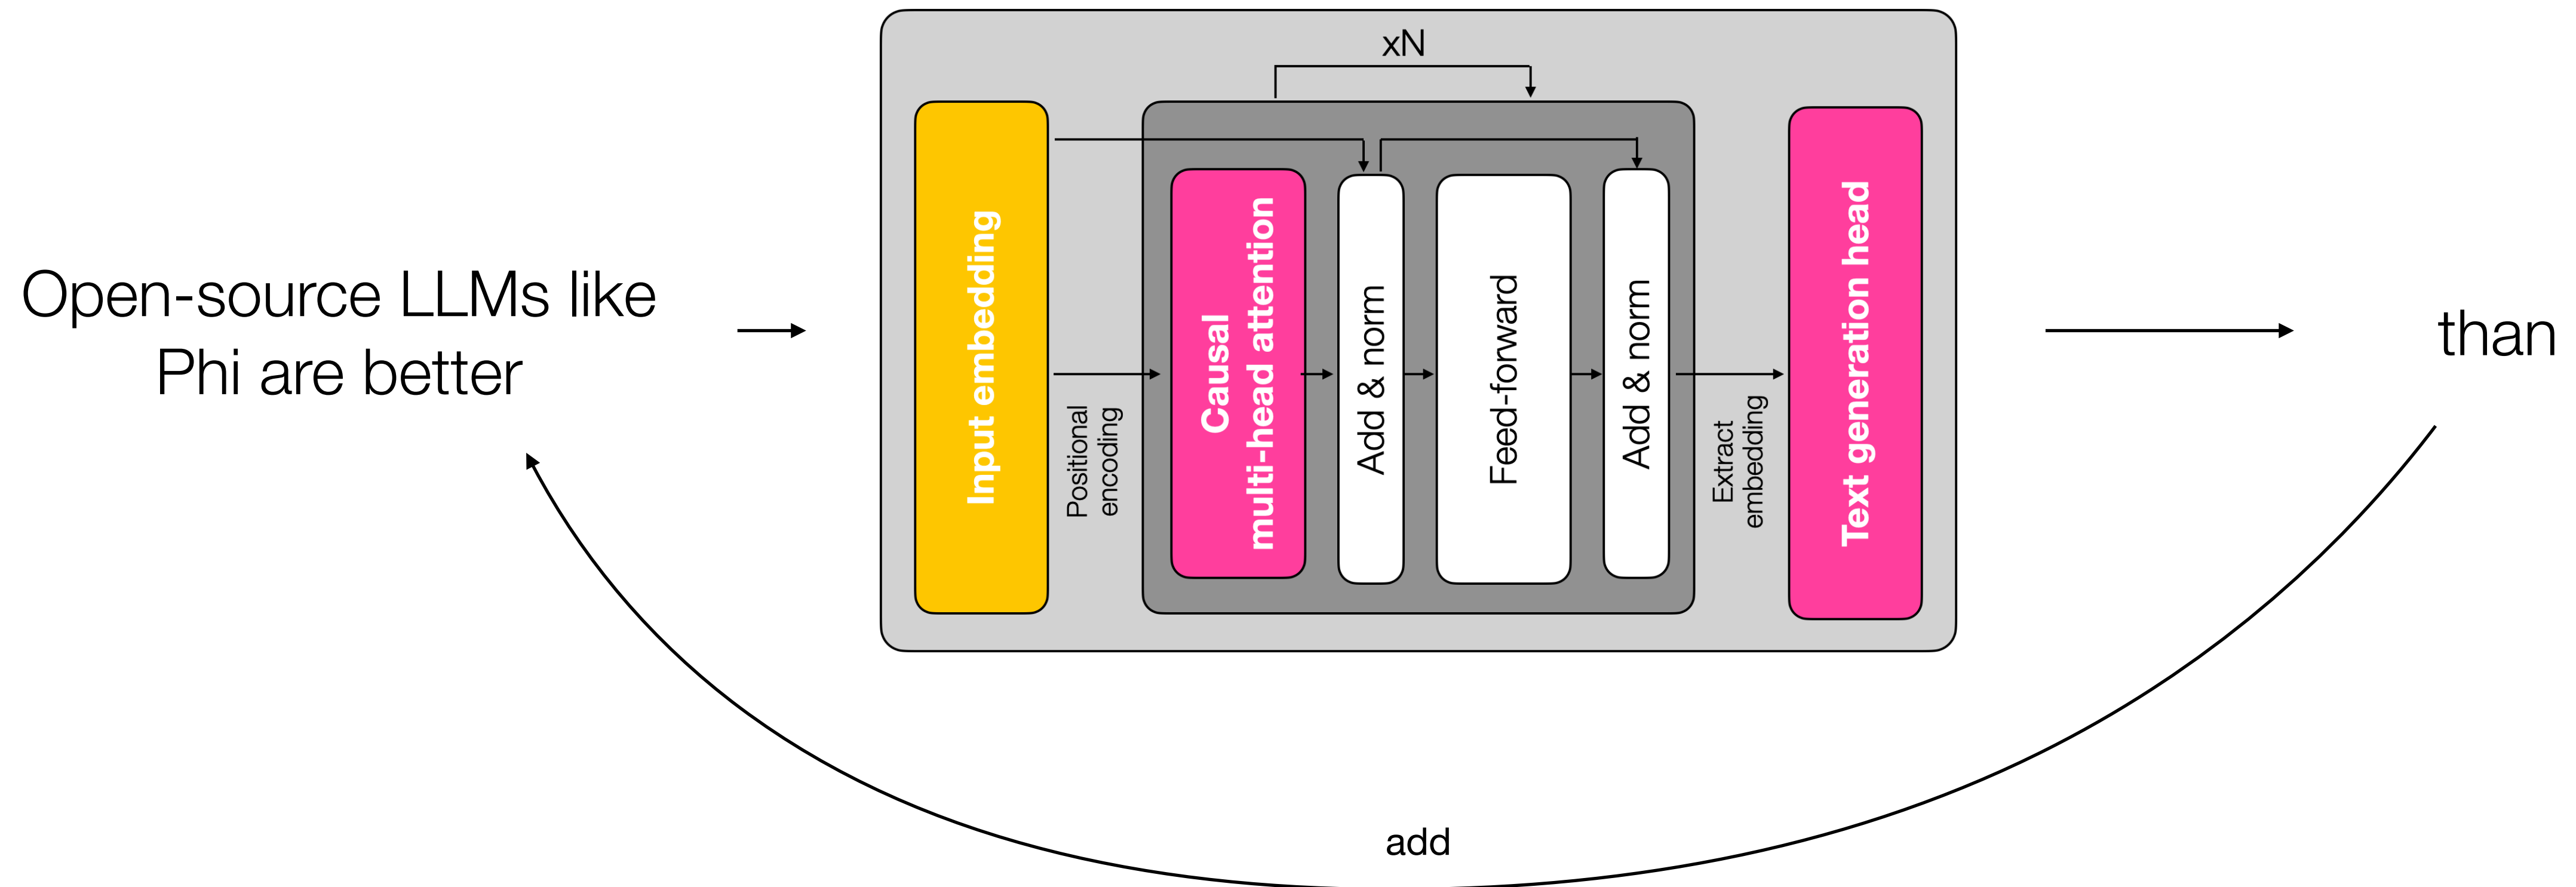 xN
Open-source LLMs like
Phi are better
Input embedding
Positional
encoding
Causal
multi-head attention
Add & norm
Feed-forward
Add & norm
Extract
embedding
Text generation head
than
add